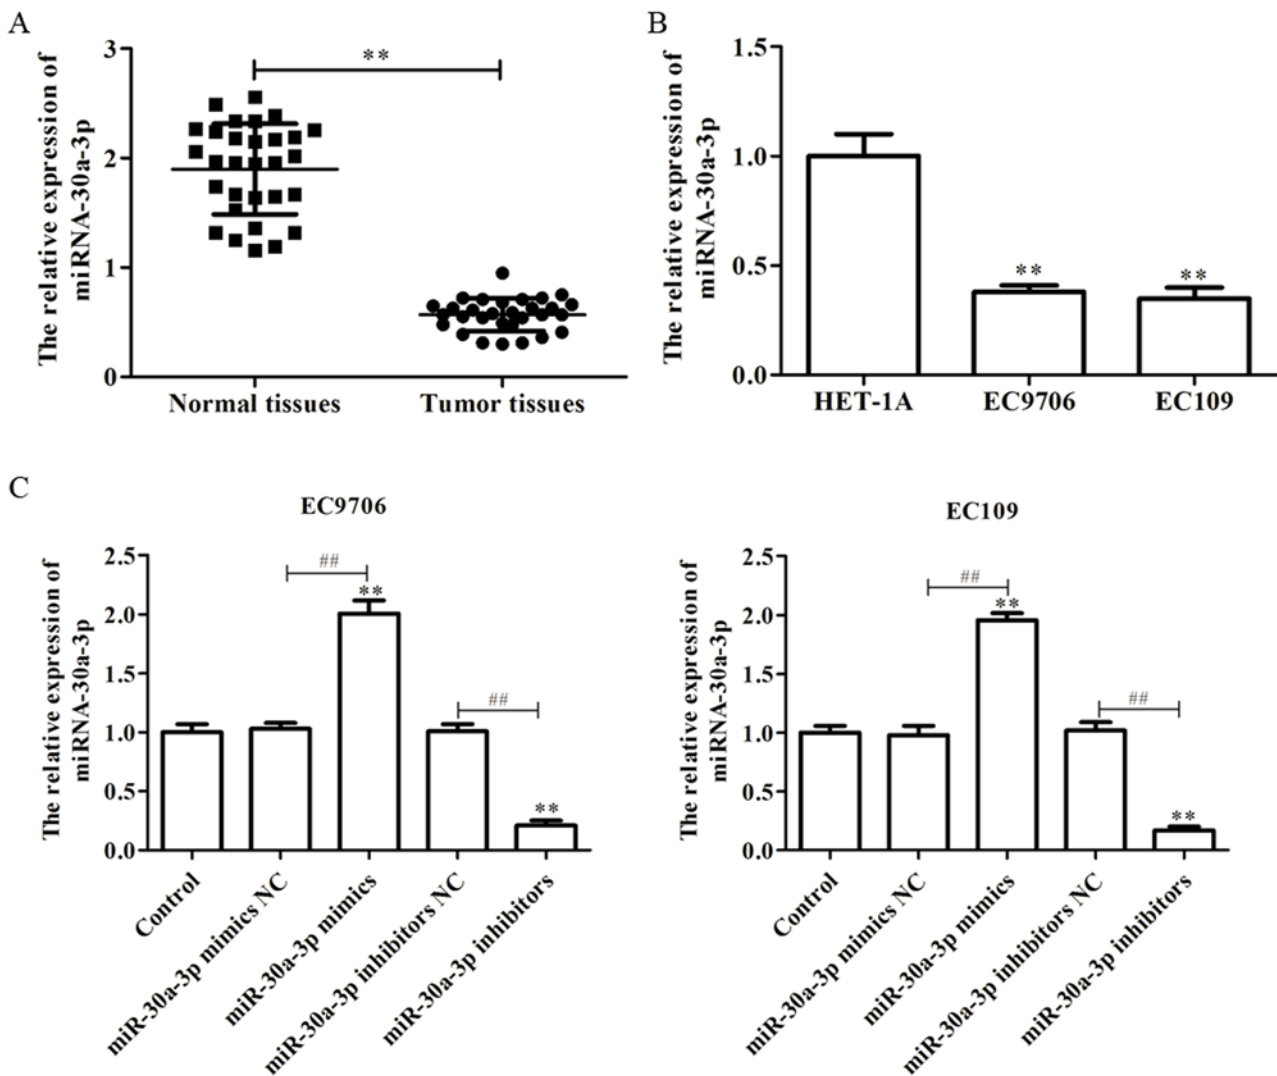 A
The relative expression of
miRNA-30a-3p
3
2
1
0
**
Normal tissues
Tumor tissues
B
The relative expression of
miRNA-30a-3p
1.5
1.0
0.5
0.0
**
**
HET-1A
EC9706
EC109
C
EC9706
The relative expression of
miRNA-30a-3p
2.5
2.0
1.5
1.0
0.5
0.0
##
**
##
**
Control
miR-30a-3p mimics NC
miR-30a-3p mimics
miR-30a-3p inhibitors NC
miR-30a-3p inhibitors
EC109
The relative expression of
miRNA-30a-3p
2.5
2.0
1.5
1.0
0.5
0.0
##
**
##
**
Control
miR-30a-3p mimics NC
miR-30a-3p mimics
miR-30a-3p inhibitors NC
miR-30a-3p inhibitors